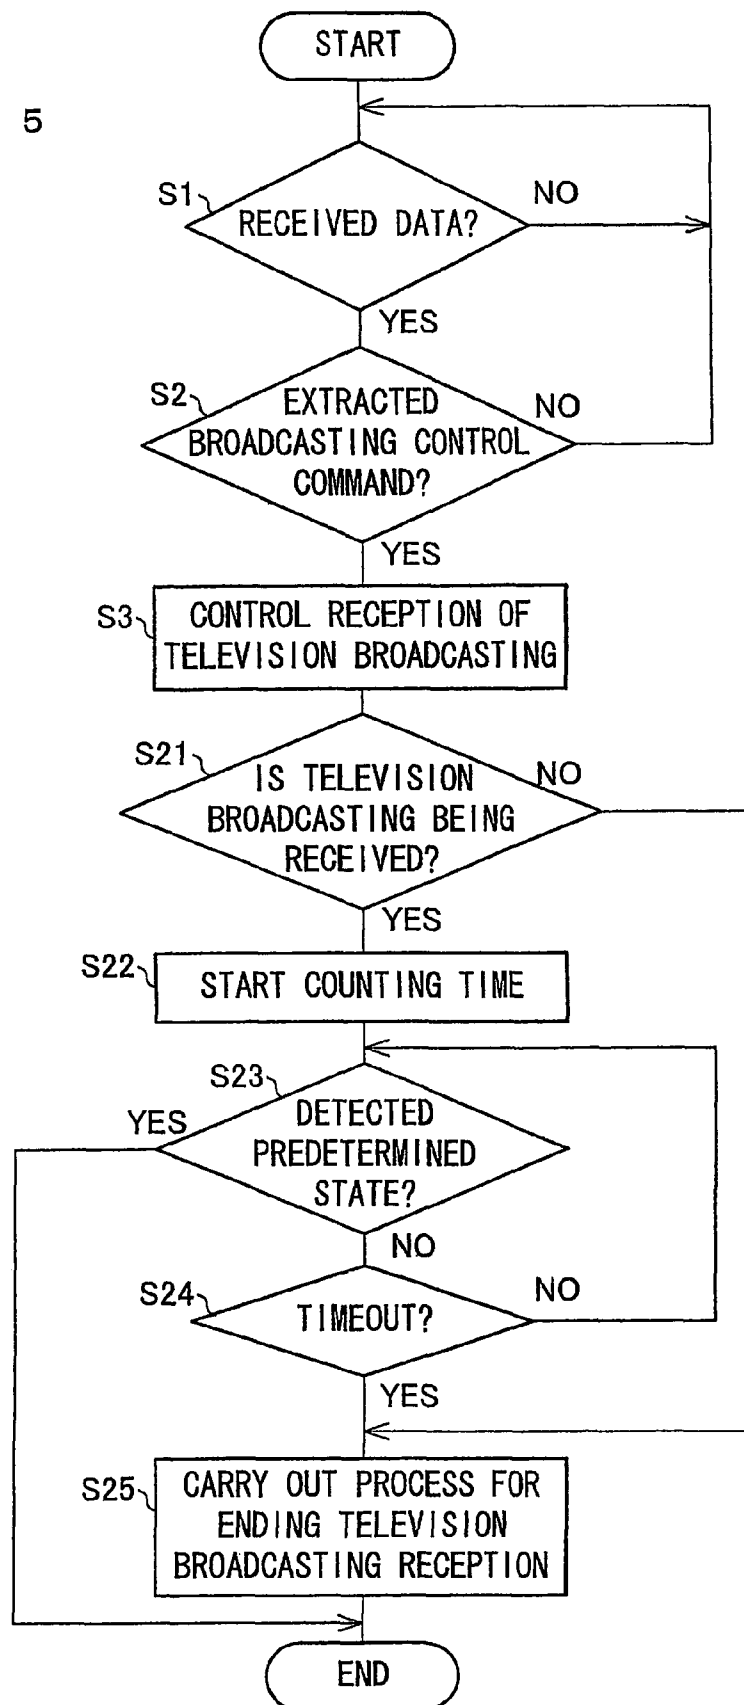 START
5
S1
RECEIVED DATA?
NO
YES
S2
EXTRACTED
BROADCASTING CONTROL
COMMAND?
NO
YES
S3
CONTROL RECEPTION OF
TELEVISION BROADCASTING
S21
IS TELEVISION
BROADCASTING BEING
RECEIVED?
NO
YES
S22
START COUNTING TIME
S23
YES
DETECTED
PREDETERMINED
STATE?
NO
S24
TIMEOUT?
NO
YES
S25
CARRY OUT PROCESS FOR
ENDING TELEVISION
BROADCASTING RECEPTION
END